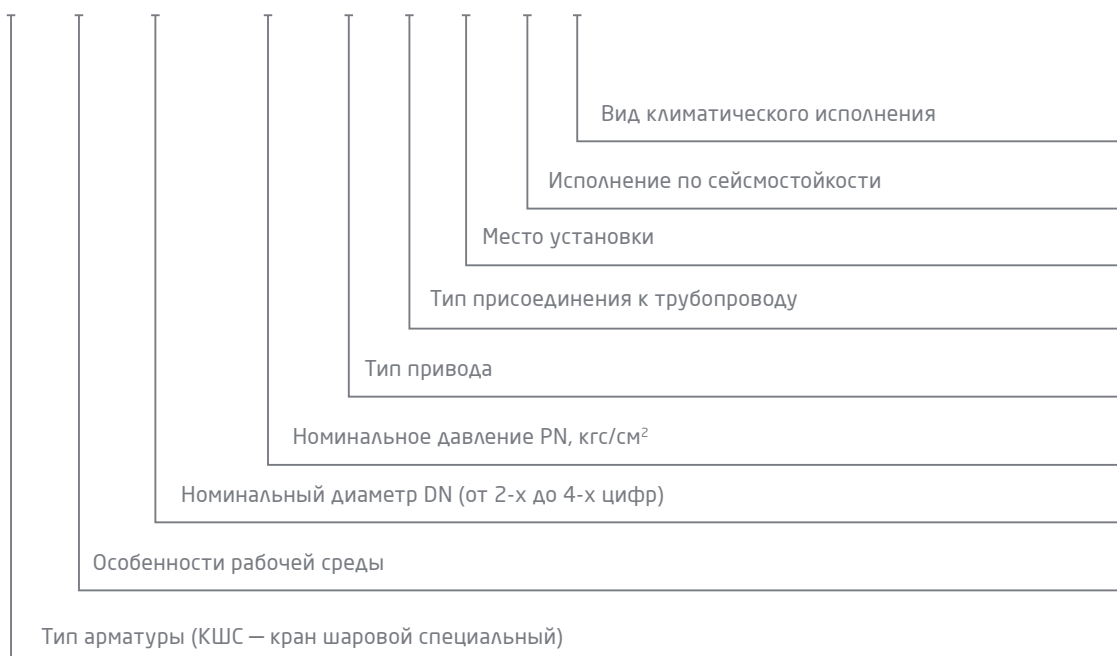 Вид климатического исполнения
Исполнение по сейсмостойкости
Место установки
Тип присоединения к трубопроводу
Тип привода
Номинальное давление PN, кгс/см²
Номинальный диаметр DN (от 2-х до 4-х цифр)
Особенности рабочей среды
Тип арматуры (КШС — кран шаровой специальный)